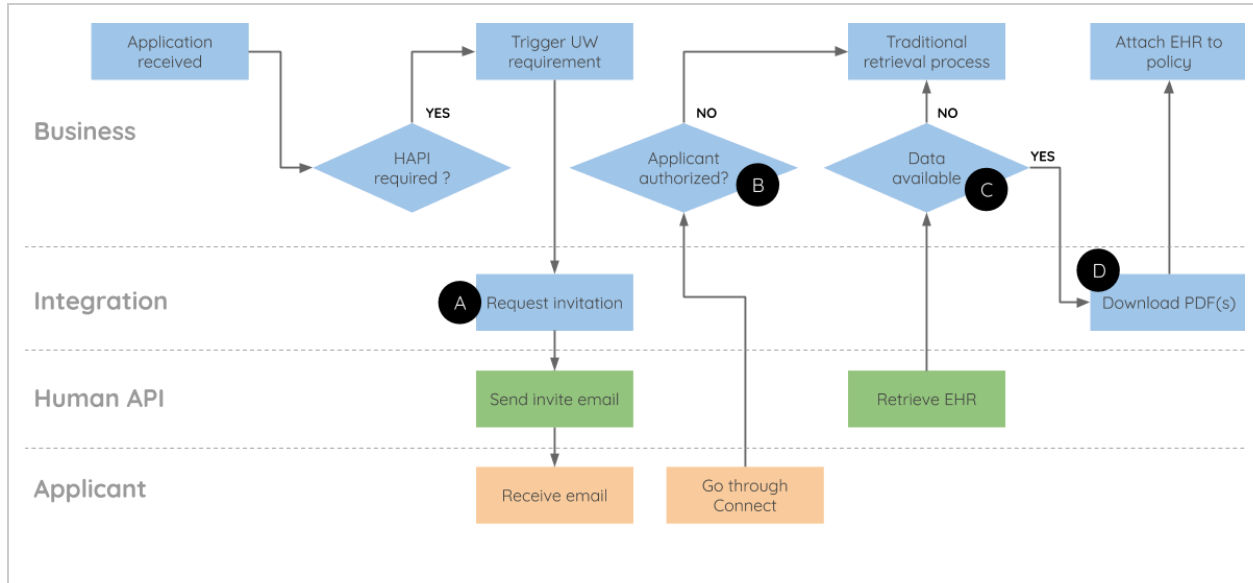 Application
received
Trigger UW
requirement
Traditional
retrieval process
Attach EHR to
policy
YES
NO
NO
Business
HAPI
required ?
Applicant
authorized?
B
Data
available
C
YES
Integration
A
Request invitation
D
Download PDF(s)
Human API
Send invite email
Retrieve EHR
Applicant
Receive email
Go through
Connect